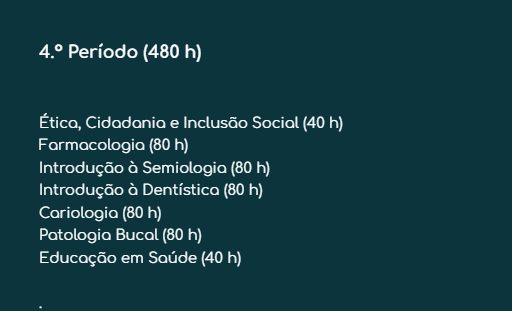 4.º Período (480 h)
Ética, Cidadania e Inclusão Social (40 h)
Farmacologia (80 h)
Introdução à Semiologia (80 h)
Introdução à Dentística (80 h)
Cariologia (80 h)
Patologia Bucal (80 h)
Educação em Saúde (40 h)
.